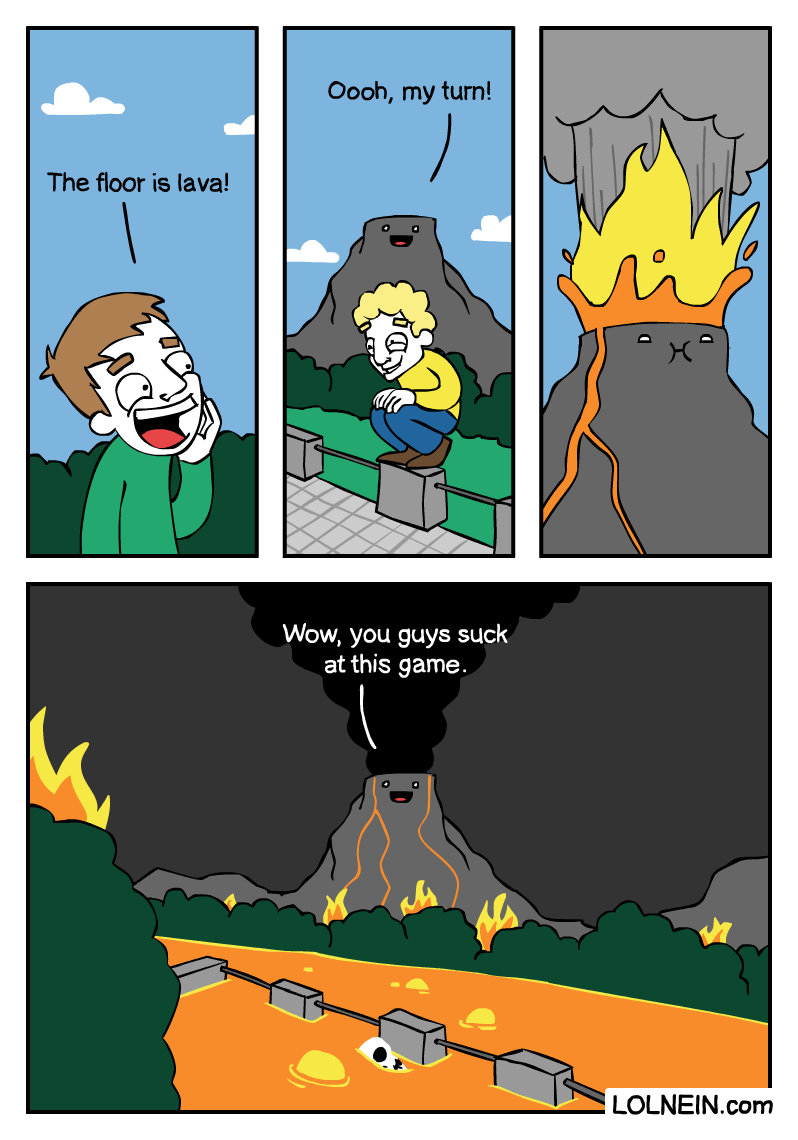 The floor is lava!
Oooh, my turn!
Wow, you guys suck
at this game.
LOLNEIN.com